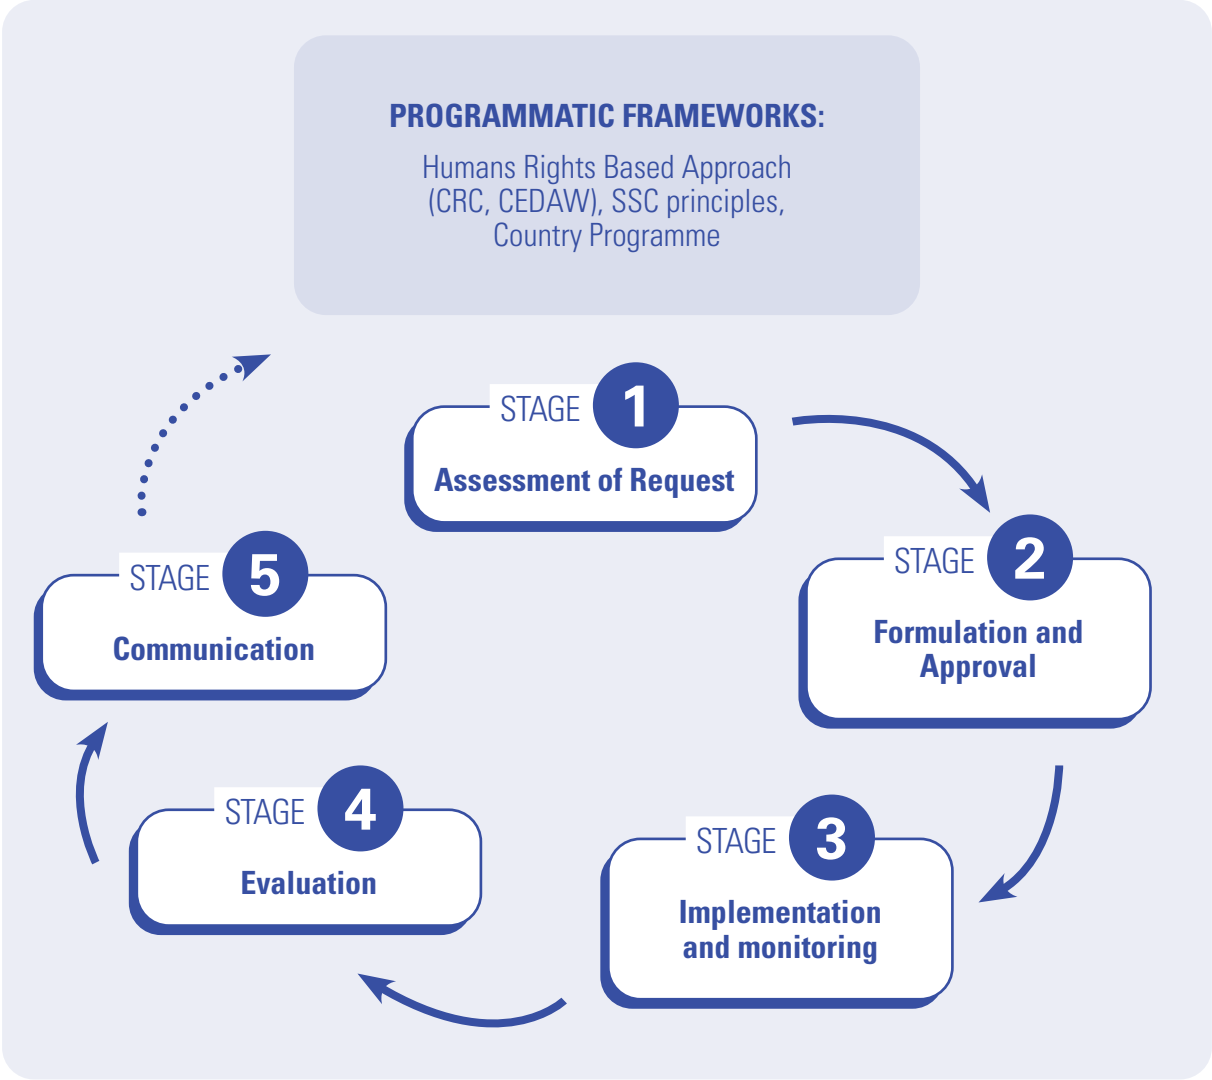 PROGRAMMATIC FRAMEWORKS:
Humans Rights Based Approach
(CRC, CEDAW), SSC principles,
Country Programme
STAGE 1
Assessment of Request
STAGE 2
Formulation and
Approval
STAGE 3
Implementation
and monitoring
STAGE 4
Evaluation
STAGE 5
Communication